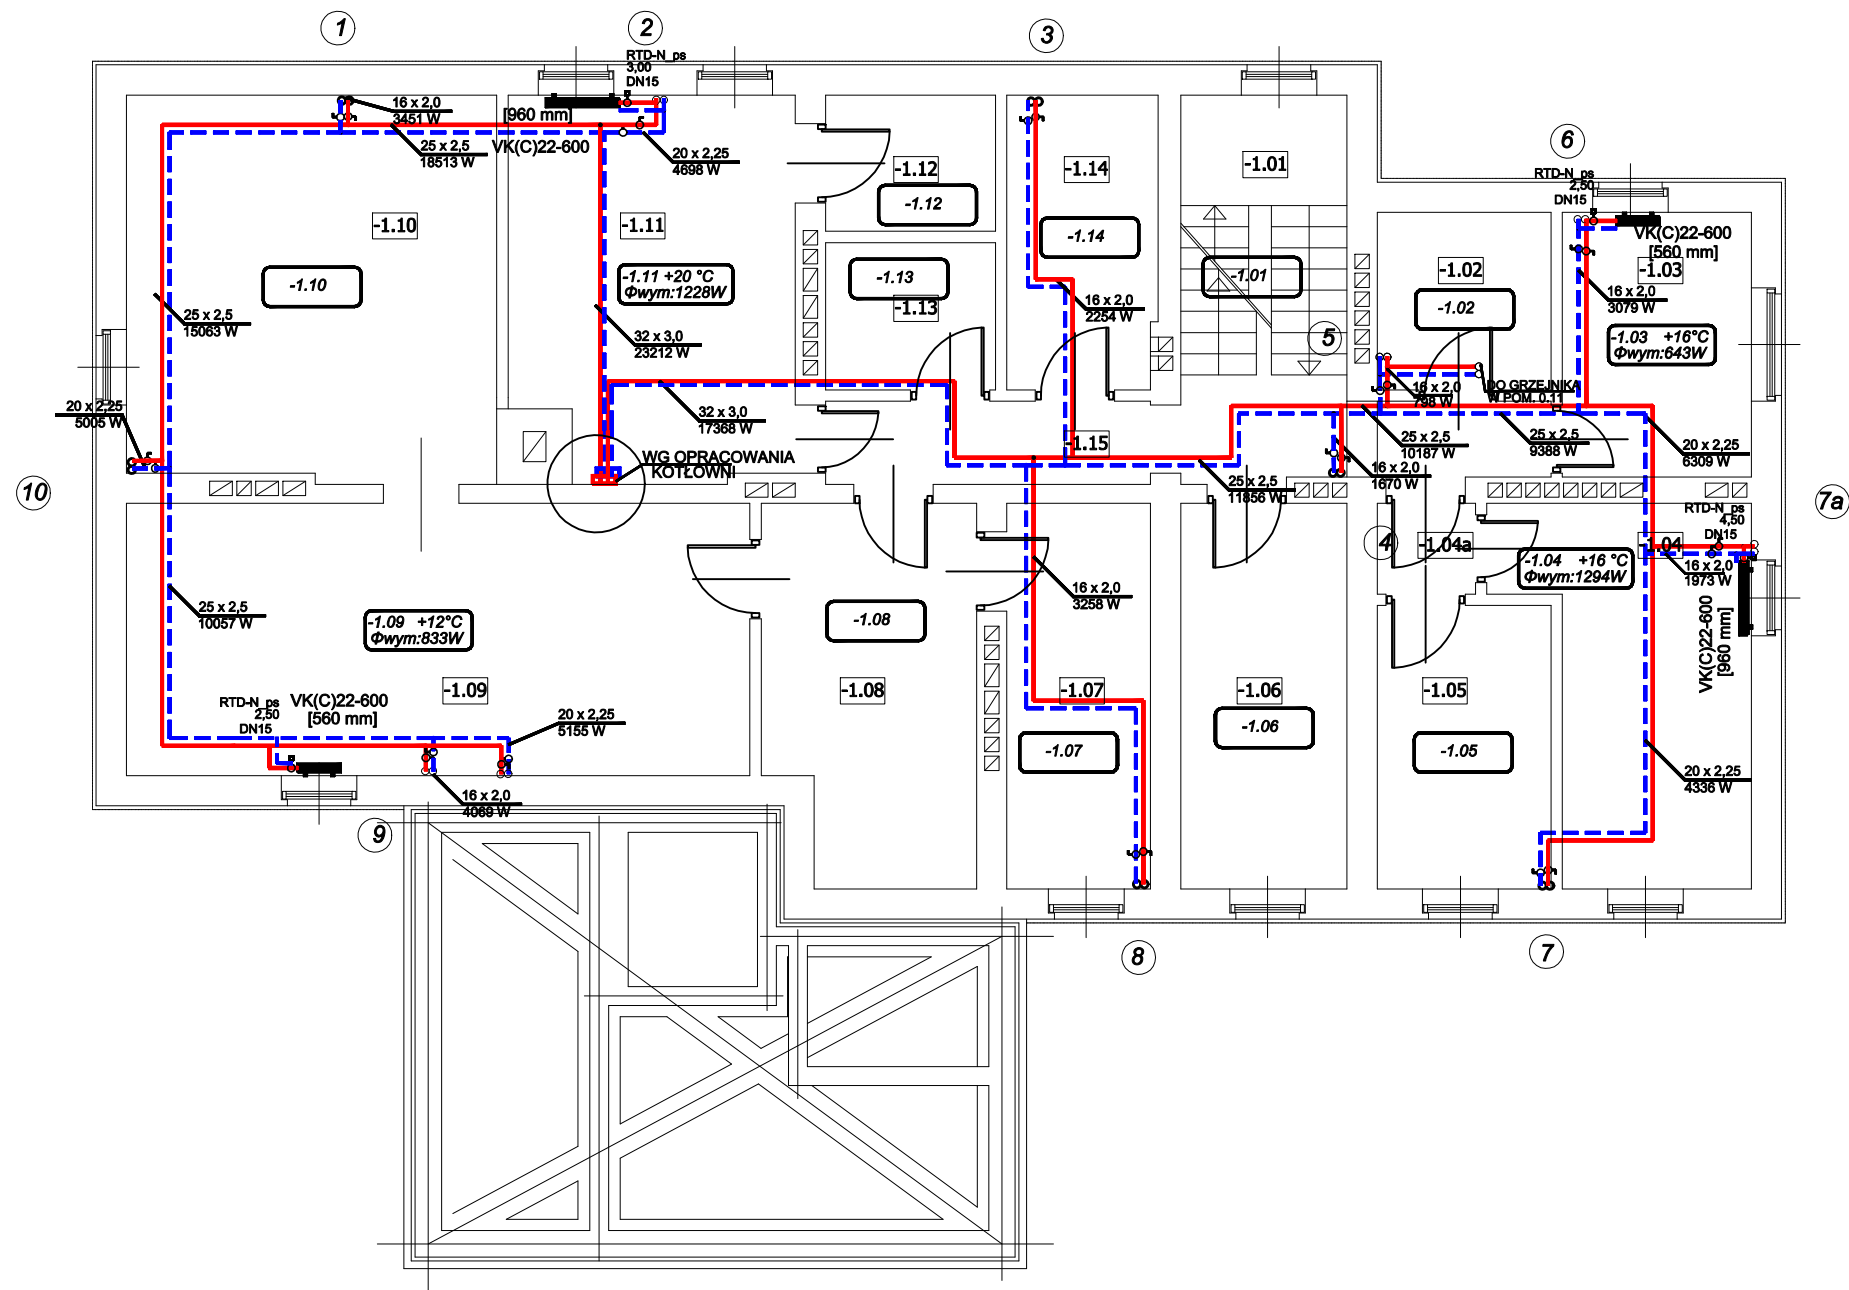 1
2
3
RTD-N_ps
3,00
DN15
16 x 2,0
3451 W
[960 mm]
25 x 2,5
18513 W
VK(C)22-600
20 x 2,25
4698 W
6
RTD-N_ps
2,50
DN15
-1.12
-1.12
-1.14
-1.14
-1.01
-1.01
-1.10
-1.10
-1.11
-1.11 +20 °C
Φwym:1228W
-1.13
-1.13
VK(C)22-600
[560 mm]
-1.03
-1.02
-1.02
16 x 2,0
3079 W
16 x 2,0
2254 W
25 x 2,5
15063 W
32 x 3,0
23212 W
5
-1.03 +16°C
Φwym:643W
20 x 2,25
5005 W
32 x 3,0
17368 W
16 x 2,0
798 W
DO GRZEJNIKA
W POM. 0.11
-1.15
25 x 2,5
10187 W
25 x 2,5
9388 W
20 x 2,25
6309 W
WG OPRACOWANIA
KOTŁOWNI
25 x 2,5
11856 W
16 x 2,0
1670 W
10
7a
RTD-N_ps
4,50
DN15
4
-1.04a
-1.04
-1.04 +16 °C
Φwym:1294W
16 x 2,0
1973 W
VK(C)22-600
[960 mm]
25 x 2,5
10057 W
-1.09 +12°C
Φwym:833W
-1.08
16 x 2,0
3258 W
-1.09
-1.08
-1.07
-1.06
-1.05
RTD-N_ps
2,50
DN15
VK(C)22-600
[560 mm]
20 x 2,25
5155 W
-1.07
-1.06
-1.05
20 x 2,25
4336 W
16 x 2,0
4069 W
9
8
7